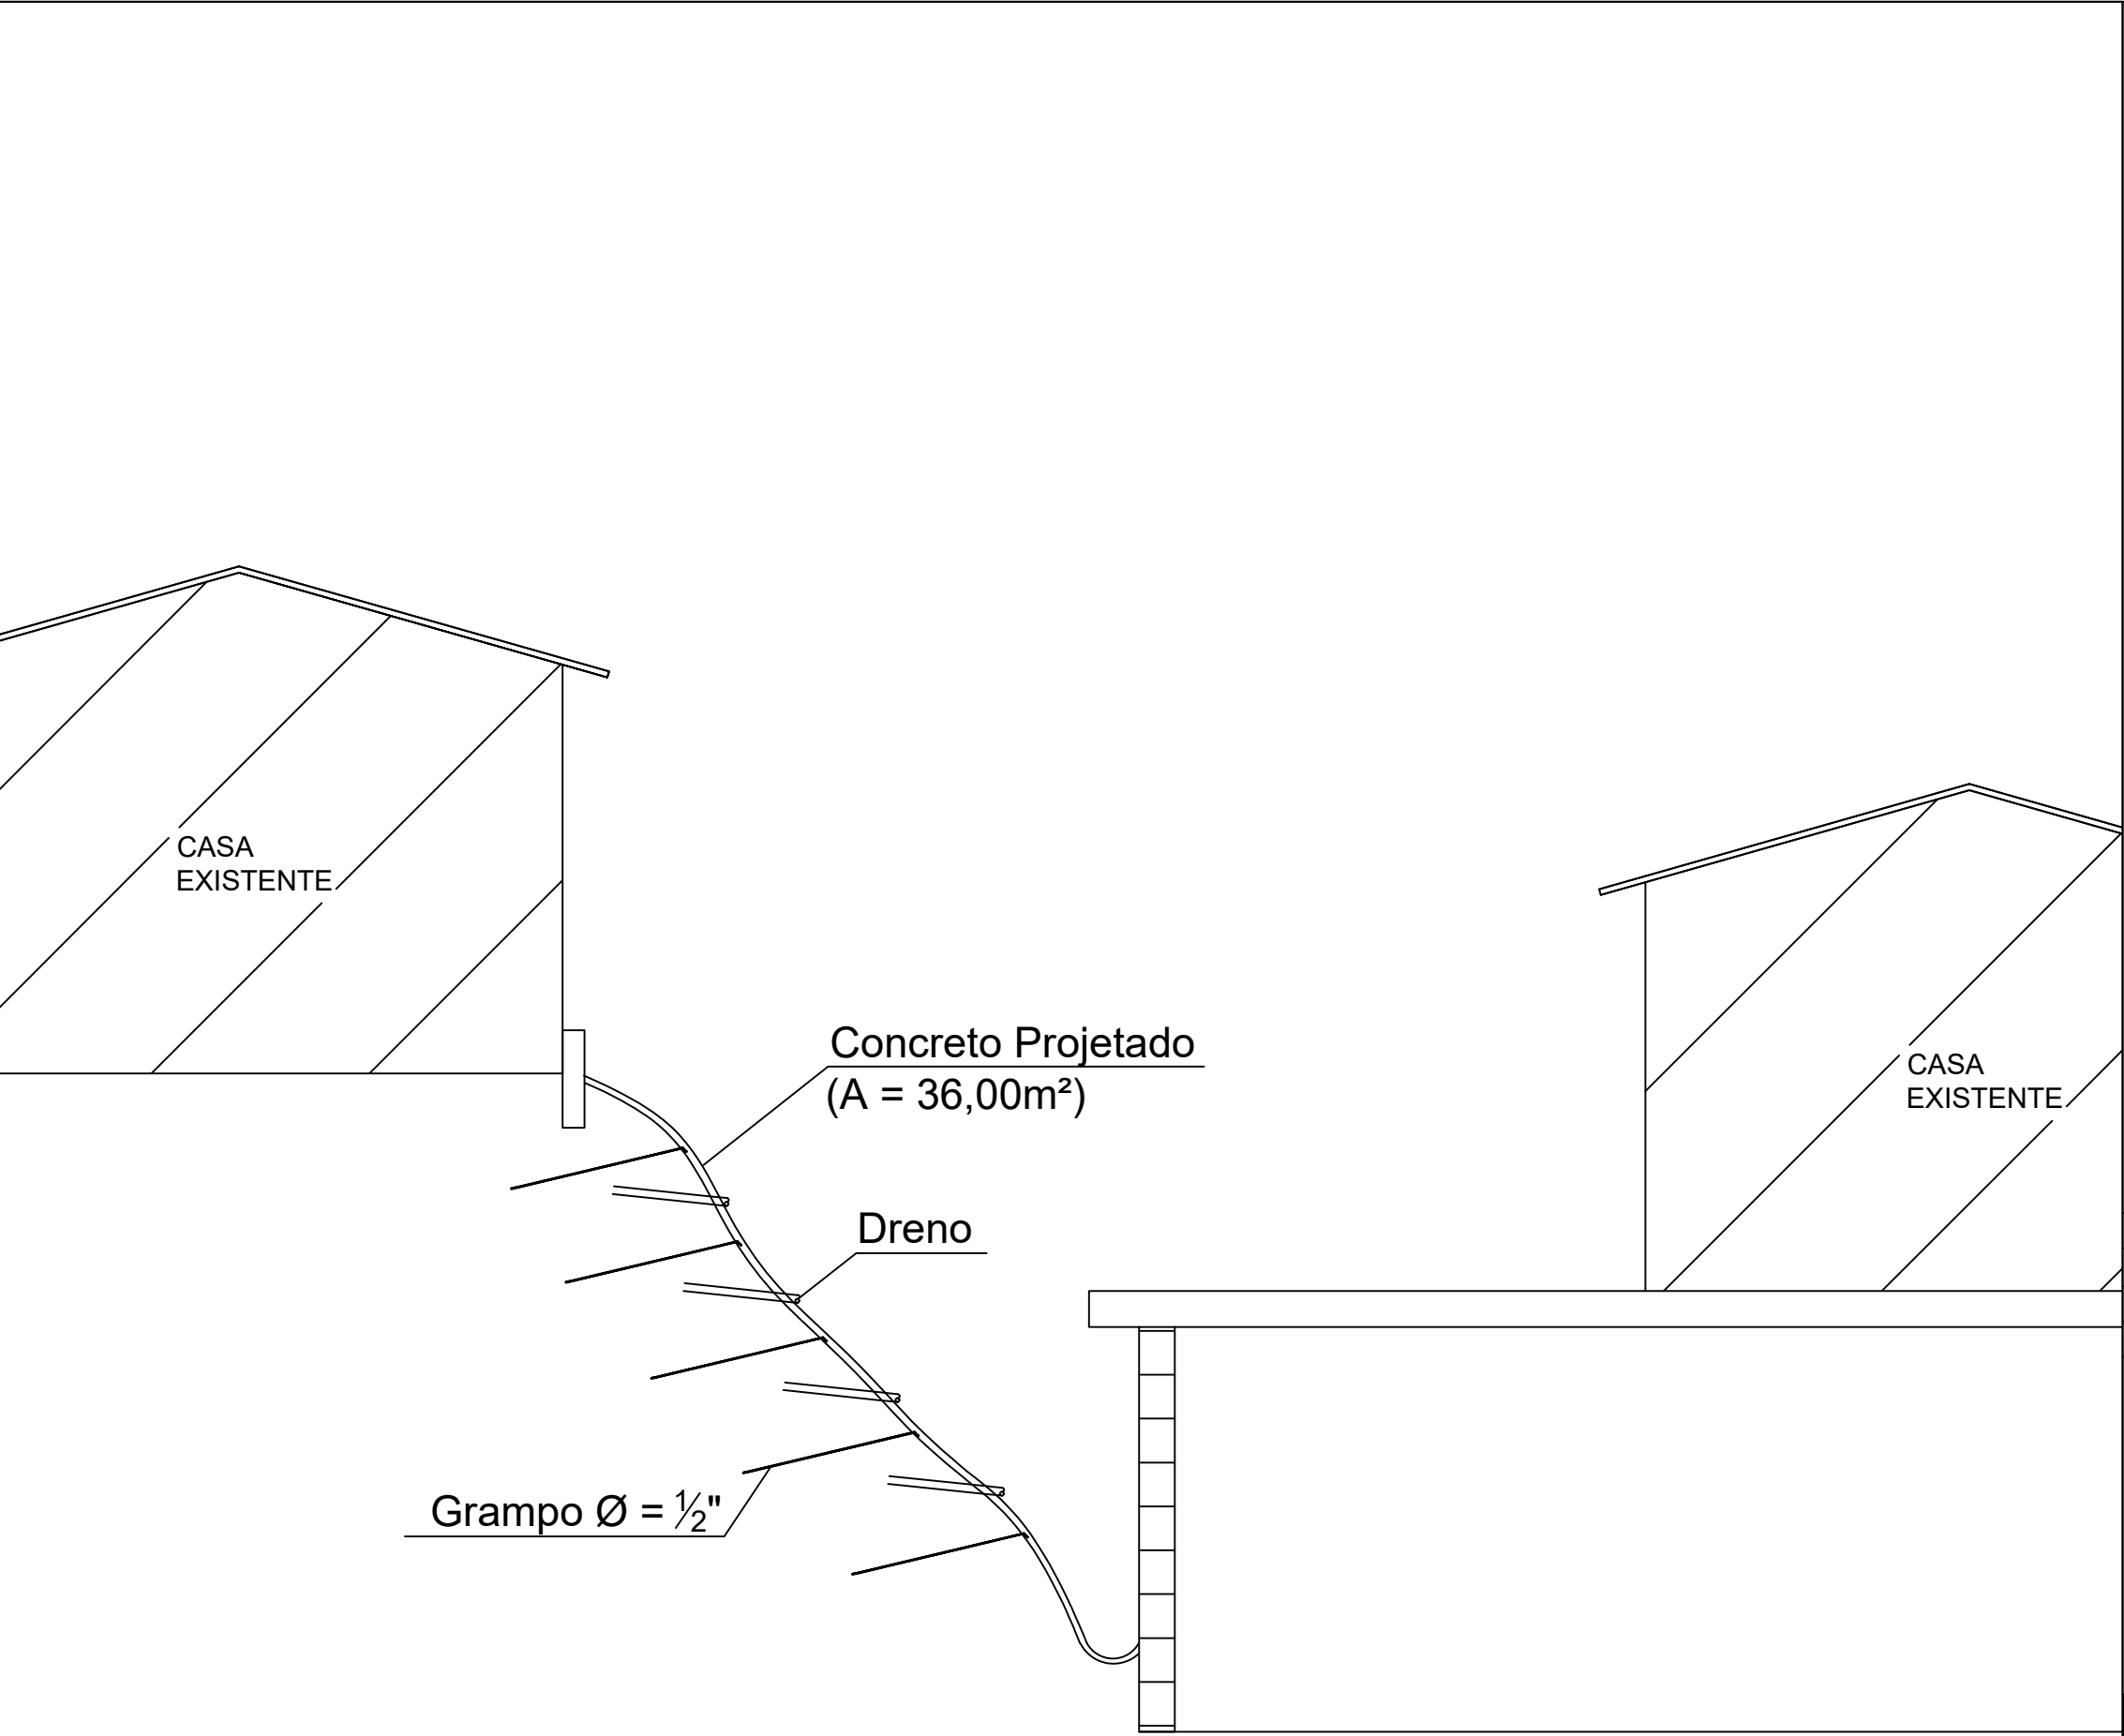 CASA
EXISTENTE
Concreto Projetado
(A = 36,00m²)
CASA
EXISTENTE
Dreno
Grampo Ø = ½"